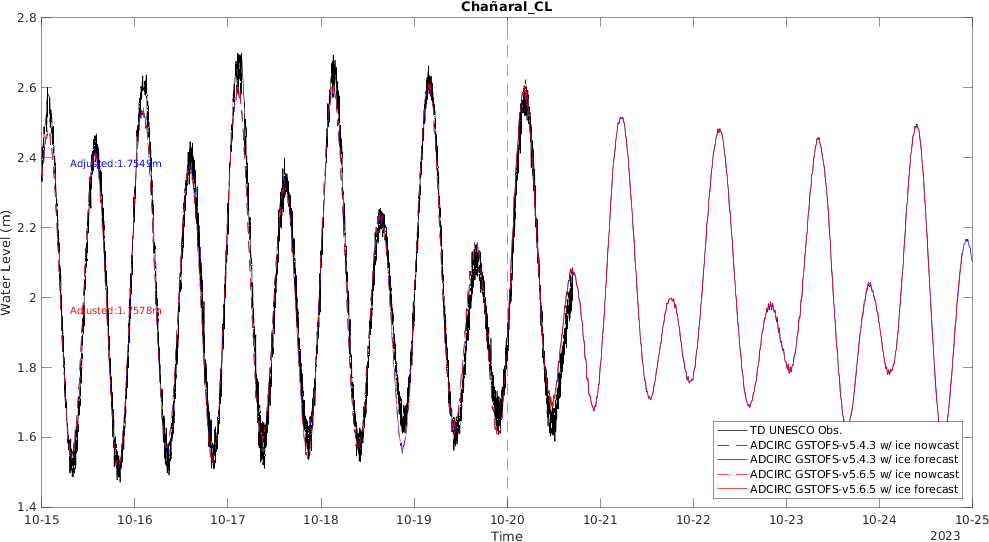 Chañaral_CL
2.8
2.6
2.4
2.2
2
1.8
1.6
1.4
Water Level (m)
Adjusted:1.7549m
Adjusted:1.7578m
TD UNESCO Obs.
ADCIRC GSTOFS-v5.4.3 w/ ice nowcast
ADCIRC GSTOFS-v5.4.3 w/ ice forecast
ADCIRC GSTOFS-v5.6.5 w/ ice nowcast
ADCIRC GSTOFS-v5.6.5 w/ ice forecast
10-15 10-16 10-17 10-18 10-19 10-20 10-21 10-22 10-23 10-24 10-25
Time
2023